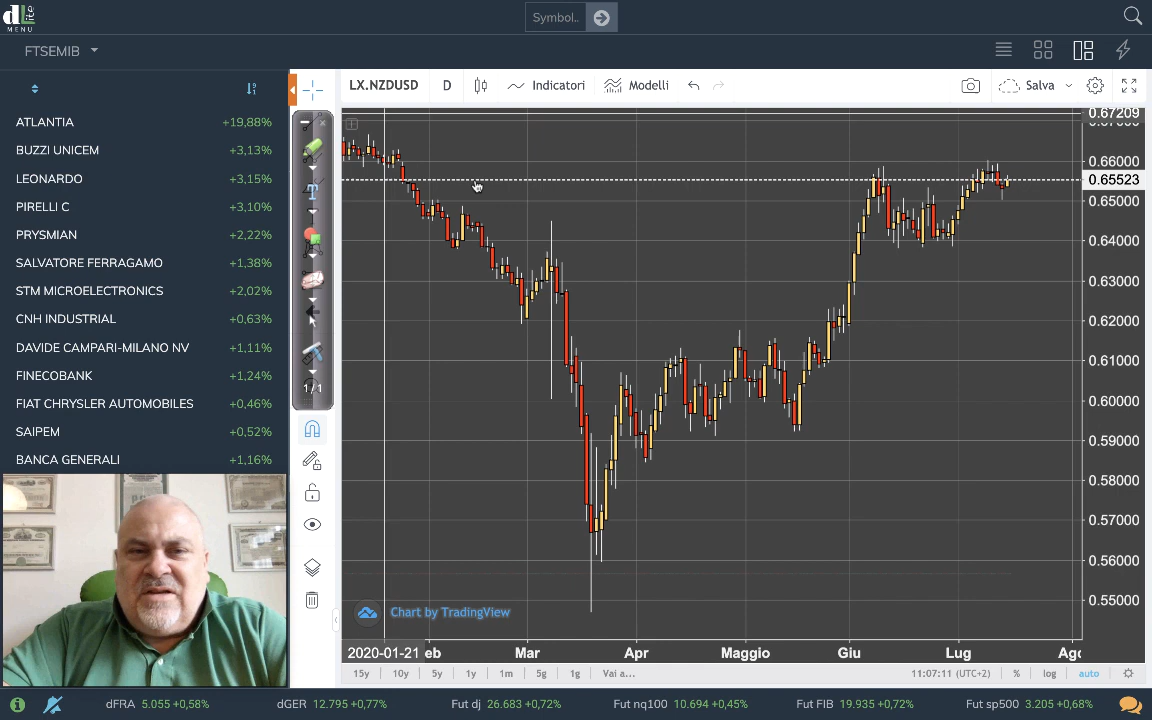 dL ite
MENU
Symbol..
FTSEMIB
LX.NZDUSD D Indicatori Modelli Salva
ATLANTIA +19,88%
BUZZI UNICEM +3,13%
LEONARDO +3,15%
PIRELLI C +3,10%
PRYSMIAN +2,22%
SALVATORE FERRAGAMO +1,38%
STM MICROELECTRONICS +2,02%
CNH INDUSTRIAL +0,63%
DAVIDE CAMPARI-MILANO NV +1,11%
FINECOBANK +1,24%
FIAT CHRYSLER AUTOMOBILES +0,46%
SAIPEM +0,52%
BANCA GENERALI +1,16%
1/1
0.67209
0.66000
0.65523
0.65000
0.64000
0.63000
0.62000
0.61000
0.60000
0.59000
0.58000
0.57000
0.56000
0.55000
Chart by TradingView
2020-01-21 eb Mar Apr Maggio Giu Lug Ago
15y 10y 5y 1y 1m 5g 1g Vai a... 11:07:11 (UTC+2) % log auto
dFRA 5.055 +0,58% dGER 12.795 +0,77% Fut dj 26.683 +0,72% Fut nq100 10.694 +0,45% Fut FIB 19.935 +0,72% Fut sp500 3.205 +0,68%